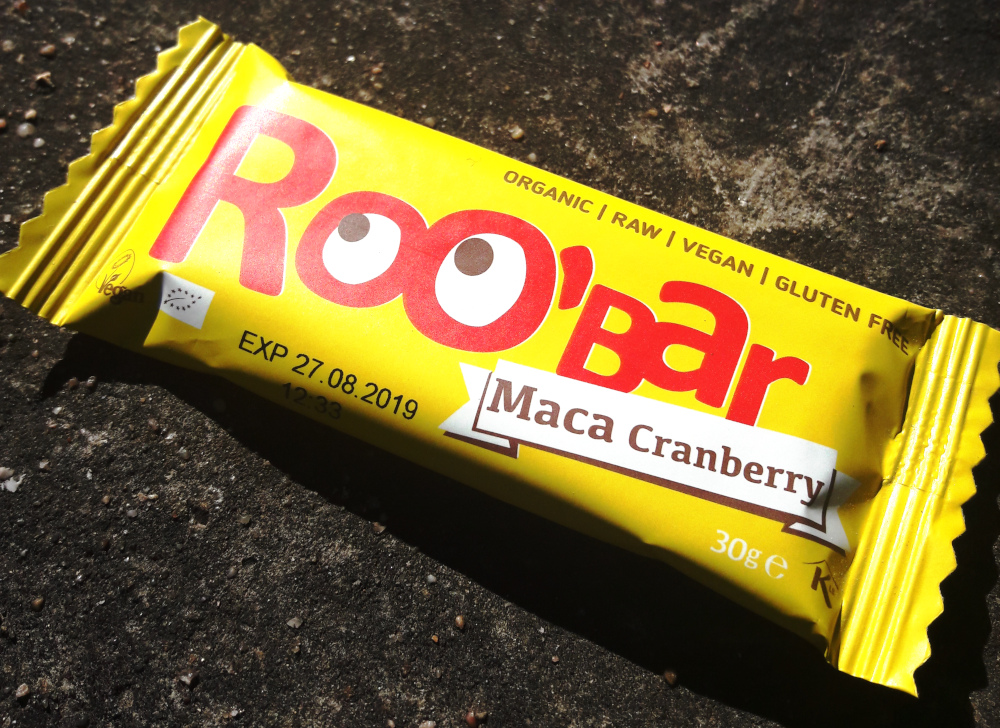 ORGANIC | RAW | VEGAN | GLUTEN FREE
Roo'Bar
Maca Cranberry
Vegan
EXP 27.08.2019
12:33
30g e
K